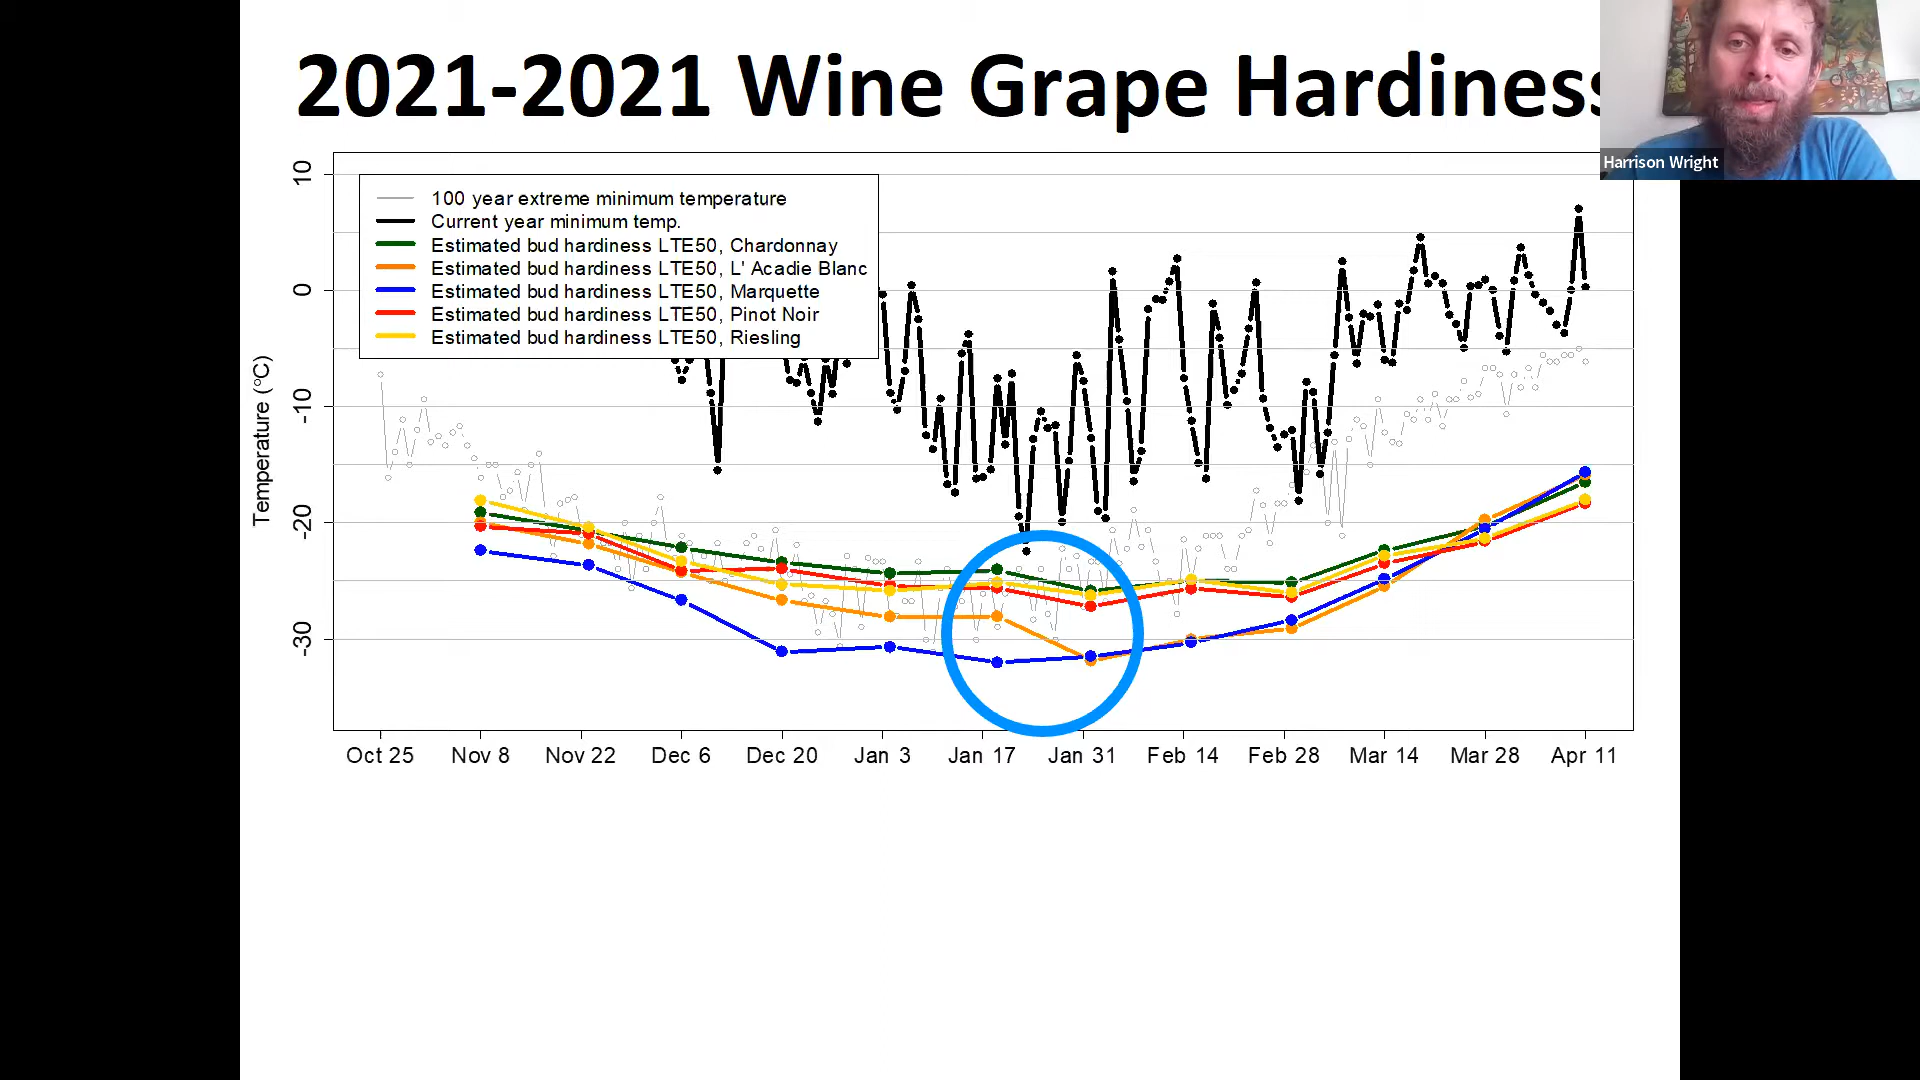 2021-2021 Wine Grape Hardines
Harrison Wright
100 year extreme minimum temperature
Current year minimum temp.
Estimated bud hardiness LTE50, Chardonnay
Estimated bud hardiness LTE50, L' Acadie Blanc
Estimated bud hardiness LTE50, Marquette
Estimated bud hardiness LTE50, Pinot Noir
Estimated bud hardiness LTE50, Riesling
Temperature (°C)
10
0
-10
-20
-30
Oct 25 Nov 8 Nov 22 Dec 6 Dec 20 Jan 3 Jan 17 Jan 31 Feb 14 Feb 28 Mar 14 Mar 28 Apr 11